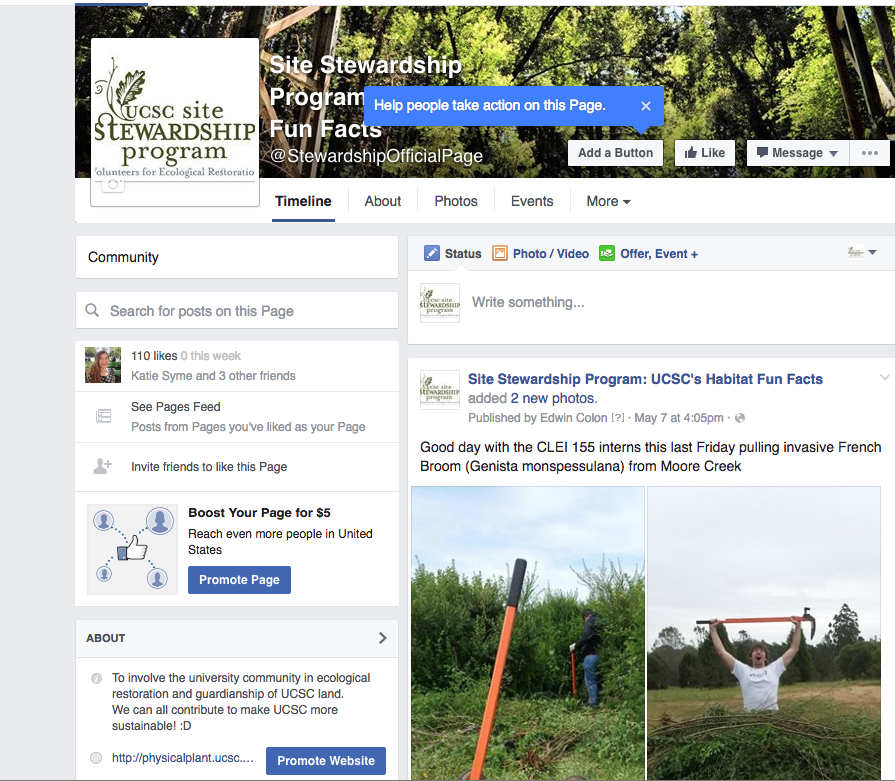 Site Stewardship
Program
Fun Facts
@StewardshipOfficialPage
Help people take action on this Page.
UCSC site
STEWARDSHIP
program
Volunteers for Ecological Restoratio
Add a Button
Like
Message
Timeline
About
Photos
Events
More
Community
Search for posts on this Page
110 likes 0 this week
Katie Syme and 3 other friends
See Pages Feed
Posts from Pages you've liked as your Page
Invite friends to like this Page
Boost Your Page for $5
Reach even more people in United
States
Promote Page
ABOUT
To involve the university community in ecological
restoration and guardianship of UCSC land.
We can all contribute to make UCSC more
sustainable! :D
http://physicalplant.ucsc....
Promote Website
Status
Photo / Video
Offer, Event +
UCSC site
STEWARDSHIP
program
Write something...
UCSC site
STEWARDSHIP
program
Site Stewardship Program: UCSC's Habitat Fun Facts
added 2 new photos.
Published by Edwin Colon [?] · May 7 at 4:05pm ·
Good day with the CLEI 155 interns this last Friday pulling invasive French
Broom (Genista monspessulana) from Moore Creek